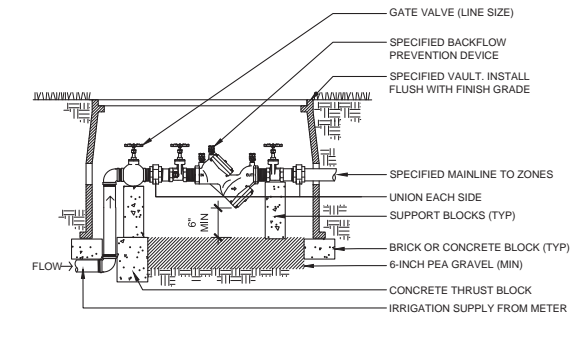 GATE VALVE (LINE SIZE)
SPECIFIED BACKFLOW
PREVENTION DEVICE
SPECIFIED VAULT. INSTALL
FLUSH WITH FINISH GRADE
SPECIFIED MAINLINE TO ZONES
UNION EACH SIDE
SUPPORT BLOCKS (TYP)
6"
MIN
BRICK OR CONCRETE BLOCK (TYP)
6-INCH PEA GRAVEL (MIN)
FLOW
CONCRETE THRUST BLOCK
IRRIGATION SUPPLY FROM METER